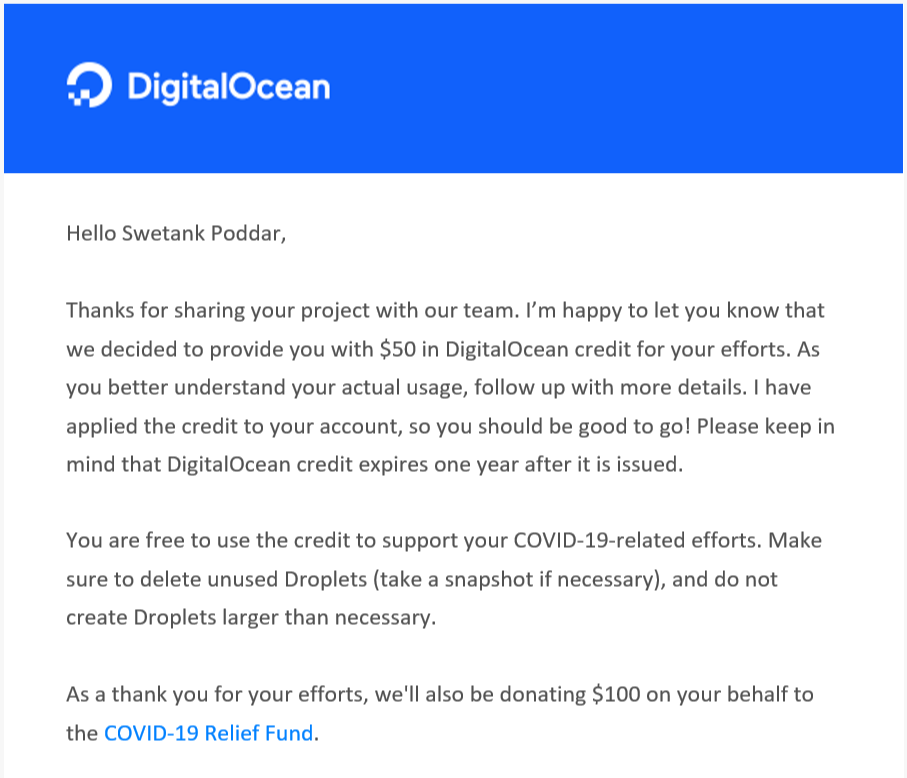 DigitalOcean
Hello Swetank Poddar,
Thanks for sharing your project with our team. I’m happy to let you know that
we decided to provide you with $50 in DigitalOcean credit for your efforts. As
you better understand your actual usage, follow up with more details. I have
applied the credit to your account, so you should be good to go! Please keep in
mind that DigitalOcean credit expires one year after it is issued.
You are free to use the credit to support your COVID-19-related efforts. Make
sure to delete unused Droplets (take a snapshot if necessary), and do not
create Droplets larger than necessary.
As a thank you for your efforts, we'll also be donating $100 on your behalf to
the COVID-19 Relief Fund.